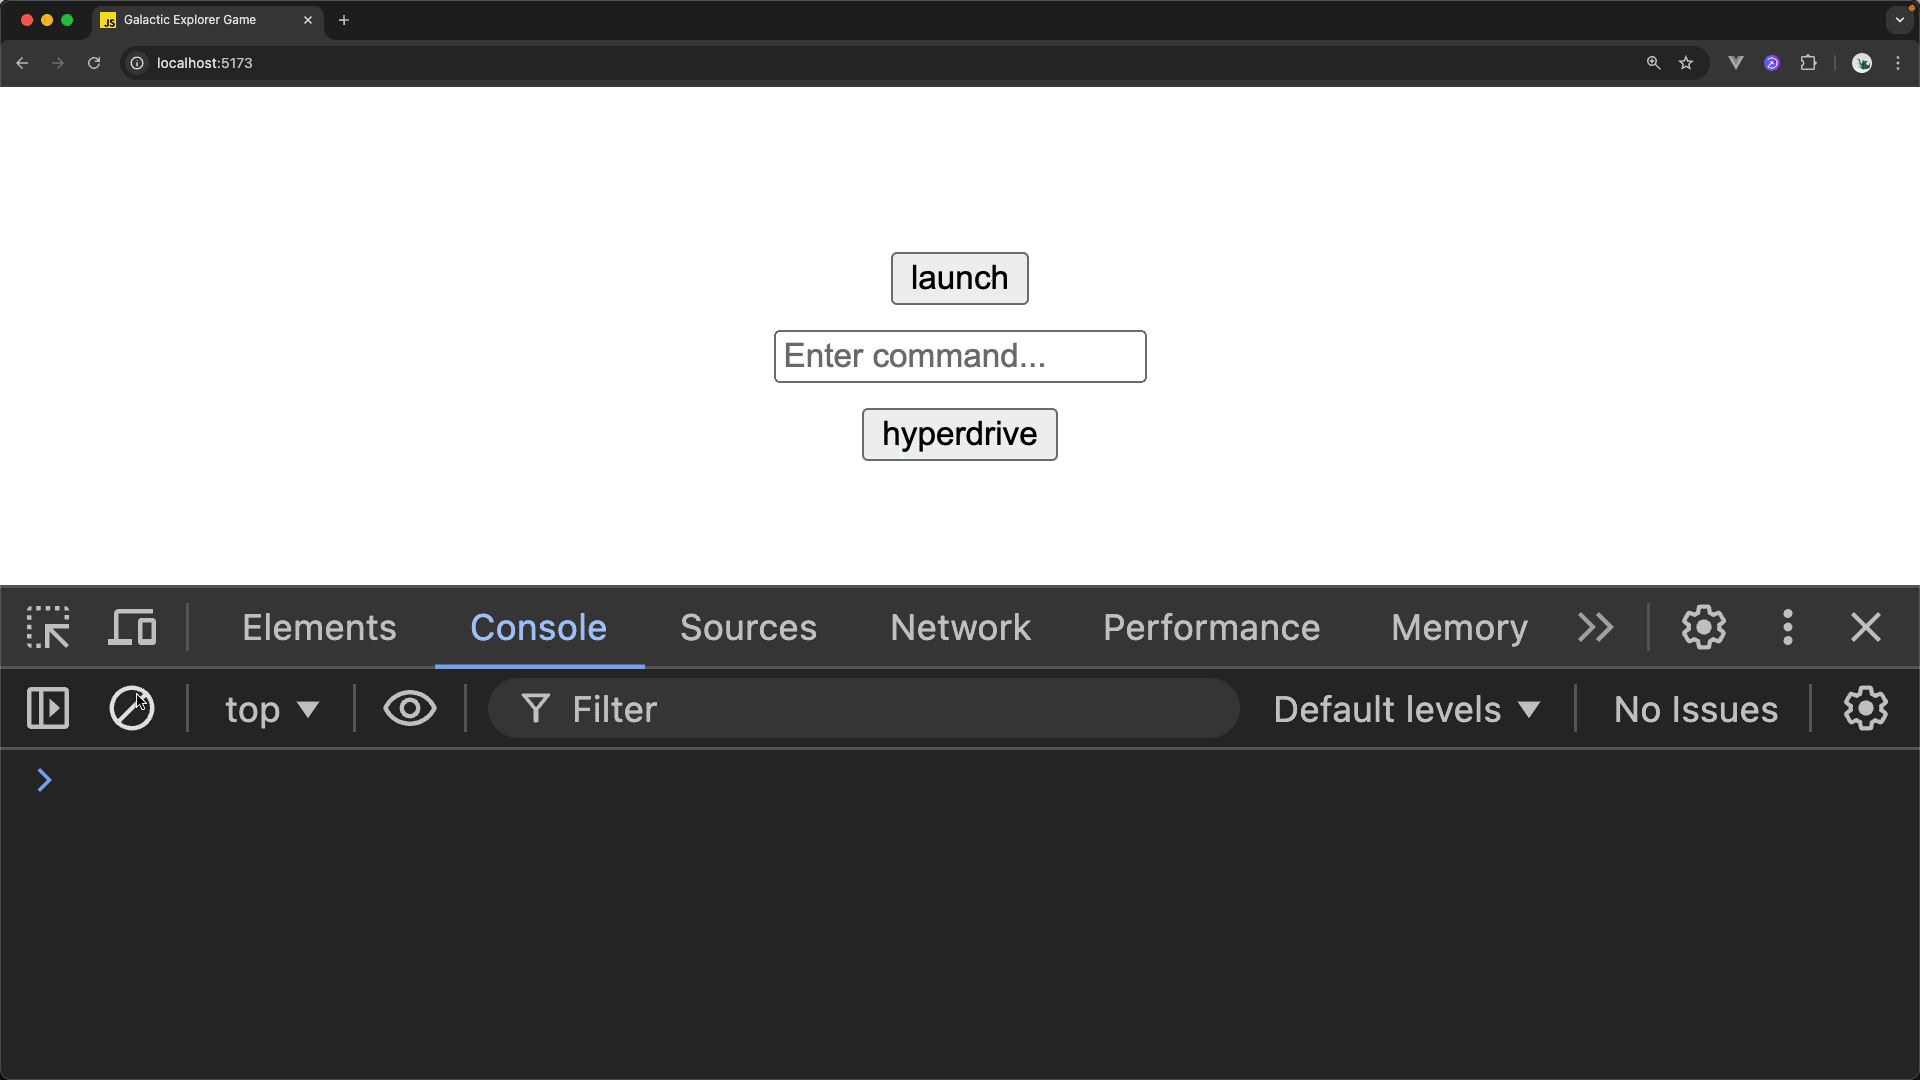 JS Galactic Explorer Game
localhost:5173
launch
Enter command...
hyperdrive
Elements Console Sources Network Performance Memory
top Filter Default levels No Issues